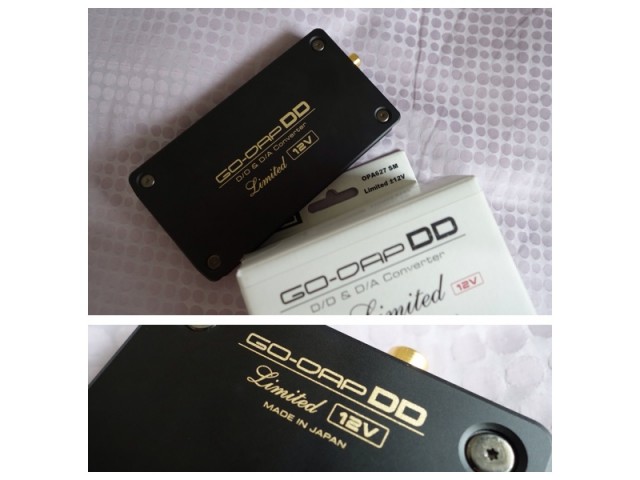 GO-DAP DD
D/D & D/A Converter
Limited 12V
OPA627 SM
Limited ±12V
GO-DAP DD
D/D & D/A Converter
Limited 12V
GO-DAP DD
Limited 12V
MADE IN JAPAN